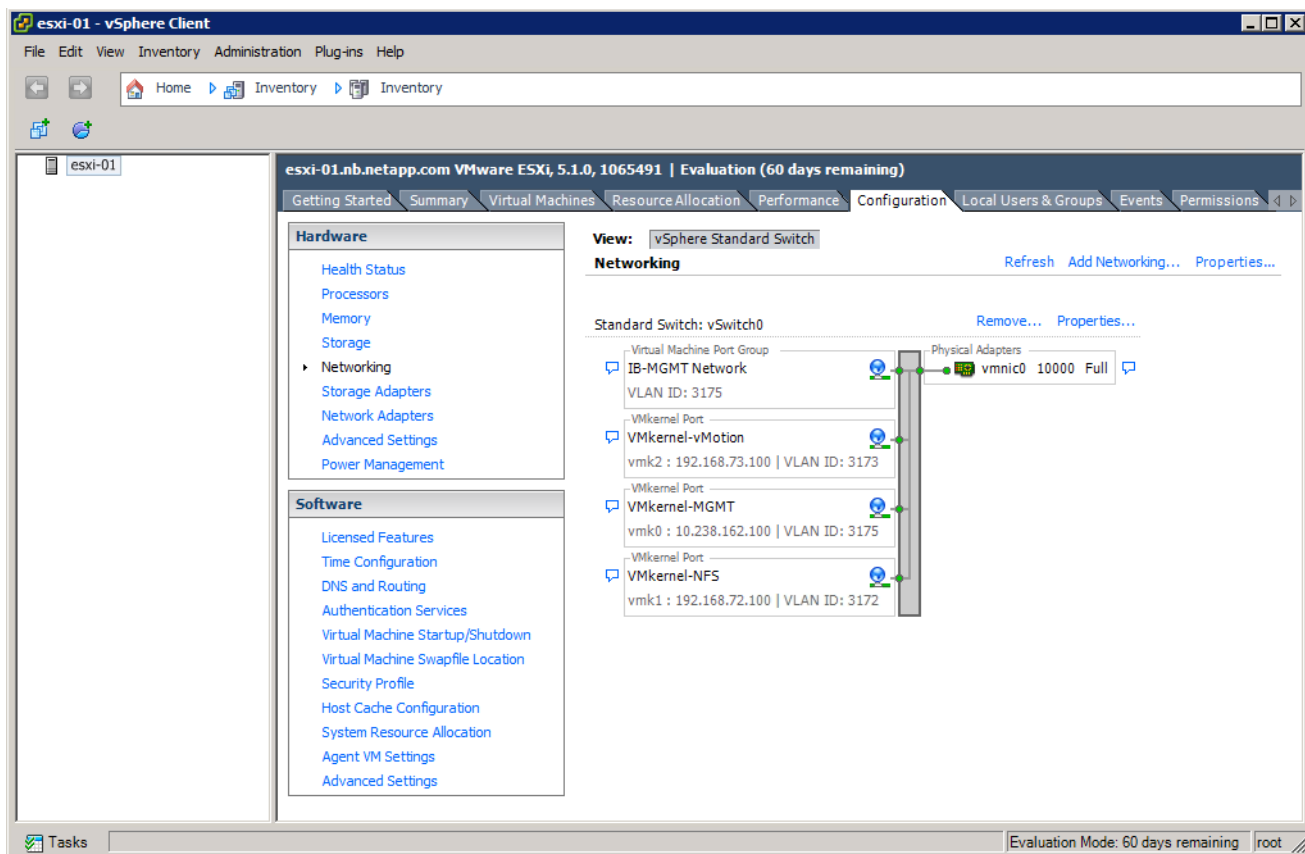 esxi-01 - vSphere Client
File Edit View Inventory Administration Plug-ins Help
Home Inventory Inventory
esxi-01
esxi-01.nb.netapp.com VMware ESXi, 5.1.0, 1065491 | Evaluation (60 days remaining)
Getting Started Summary Virtual Machines Resource Allocation Performance Configuration Local Users & Groups Events Permissions
Hardware
Health Status
Processors
Memory
Storage
Networking
Storage Adapters
Network Adapters
Advanced Settings
Power Management
Software
Licensed Features
Time Configuration
DNS and Routing
Authentication Services
Virtual Machine Startup/Shutdown
Virtual Machine Swapfile Location
Security Profile
Host Cache Configuration
System Resource Allocation
Agent VM Settings
Advanced Settings
View: vSphere Standard Switch
Networking Refresh Add Networking... Properties...
Standard Switch: vSwitch0 Remove... Properties...
Virtual Machine Port Group
IB-MGMT Network
VLAN ID: 3175
Physical Adapters
vmnic0 10000 Full
VMkernel Port
VMkernel-vMotion
vmk2 : 192.168.73.100 | VLAN ID: 3173
VMkernel Port
VMkernel-MGMT
vmk0 : 10.238.162.100 | VLAN ID: 3175
VMkernel Port
VMkernel-NFS
vmk1 : 192.168.72.100 | VLAN ID: 3172
Tasks Evaluation Mode: 60 days remaining root